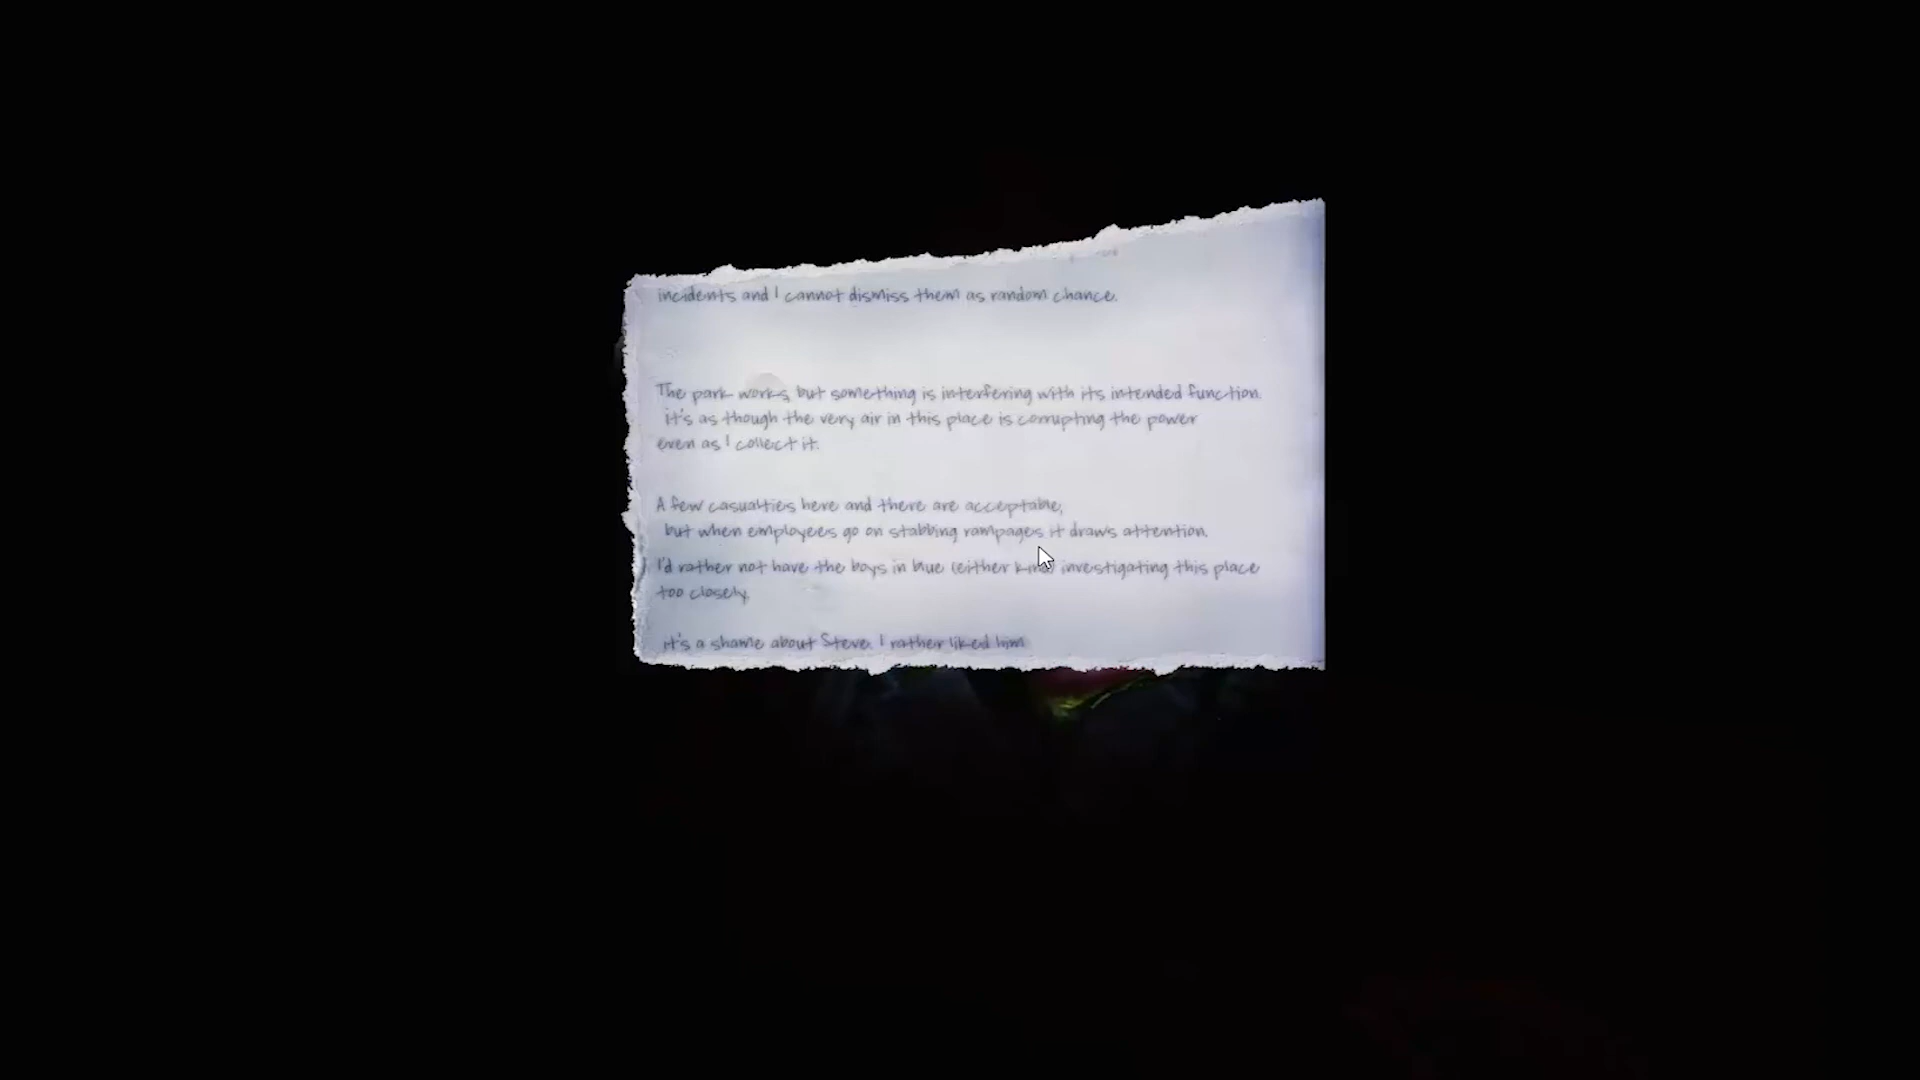 incidents and I cannot dismiss them as random chance.
The park works, but something is interfering with its intended function.
it's as though the very air in this place is corrupting the power
even as I collect it.
A few casualties here and there are acceptable,
but when employees go on stabbing rampages it draws attention.
I'd rather not have the boys in blue (either kind) investigating this place
too closely.
it's a shame about Steve. I rather liked him